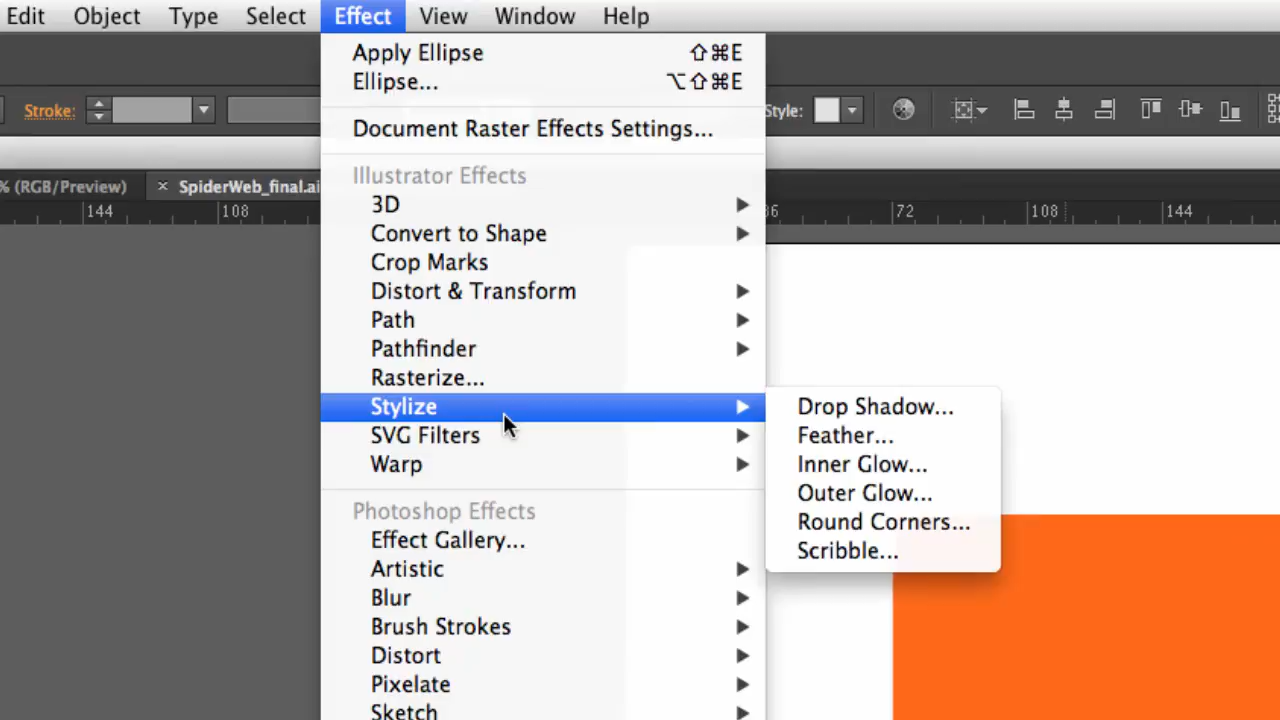 Edit Object Type Select Effect View Window Help
Apply Ellipse ⇧⌘E
Ellipse... ⌥⇧⌘E
Stroke: Style:
Document Raster Effects Settings...
Illustrator Effects
% (RGB/Preview) × SpiderWeb_final.ai
3D
144 108 72 108 144
Convert to Shape
Crop Marks
Distort & Transform
Path
Pathfinder
Rasterize...
Stylize
SVG Filters
Warp
Drop Shadow...
Feather...
Inner Glow...
Outer Glow...
Round Corners...
Scribble...
Photoshop Effects
Effect Gallery...
Artistic
Blur
Brush Strokes
Distort
Pixelate
Sketch